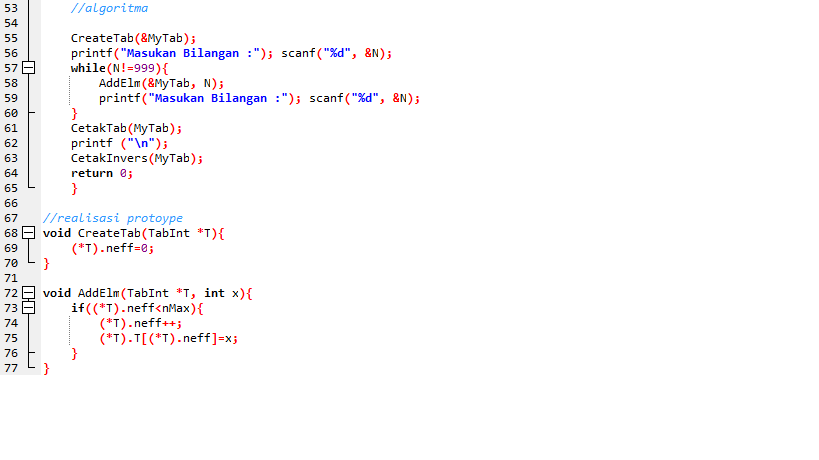 53 //algoritma
54
55 CreateTab(&MyTab);
56 printf("Masukan Bilangan :"); scanf("%d", &N);
57 while(N!=999){
58 AddElm(&MyTab, N);
59 printf("Masukan Bilangan :"); scanf("%d", &N);
60 }
61 CetakTab(MyTab);
62 printf ("\n");
63 CetakInvers(MyTab);
64 return 0;
65 }
66
67 //realisasi protoype
68 void CreateTab(TabInt *T){
69 (*T).neff=0;
70 }
71
72 void AddElm(TabInt *T, int x){
73 if((*T).neff<nMax){
74 (*T).neff++;
75 (*T).T[(*T).neff]=x;
76 }
77 }